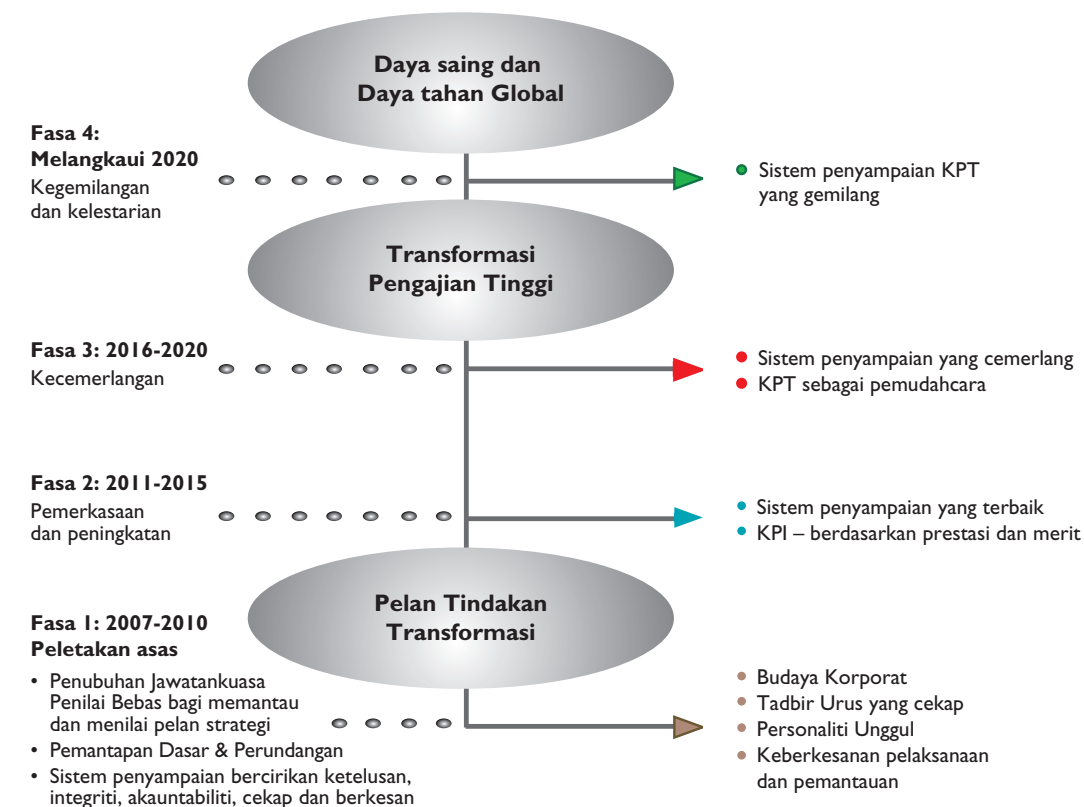 Daya saing dan
Daya tahan Global
Fasa 4:
Melangkaui 2020
Kegemilangan
dan kelestarian
• Sistem penyampaian KPT
yang gemilang
Transformasi
Pengajian Tinggi
Fasa 3: 2016-2020
Kecemerlangan
• Sistem penyampaian yang cemerlang
• KPT sebagai pemudahcara
Fasa 2: 2011-2015
Pemerkasaan
dan peningkatan
• Sistem penyampaian yang terbaik
• KPI – berdasarkan prestasi dan merit
Pelan Tindakan
Transformasi
Fasa 1: 2007-2010
Peletakan asas
• Penubuhan Jawatankuasa
Penilai Bebas bagi memantau
dan menilai pelan strategi
• Pemantapan Dasar & Perundangan
• Sistem penyampaian bercirikan ketelusan,
integriti, akauntabiliti, cekap dan berkesan
• Budaya Korporat
• Tadbir Urus yang cekap
• Personaliti Unggul
• Keberkesanan pelaksanaan
dan pemantauan